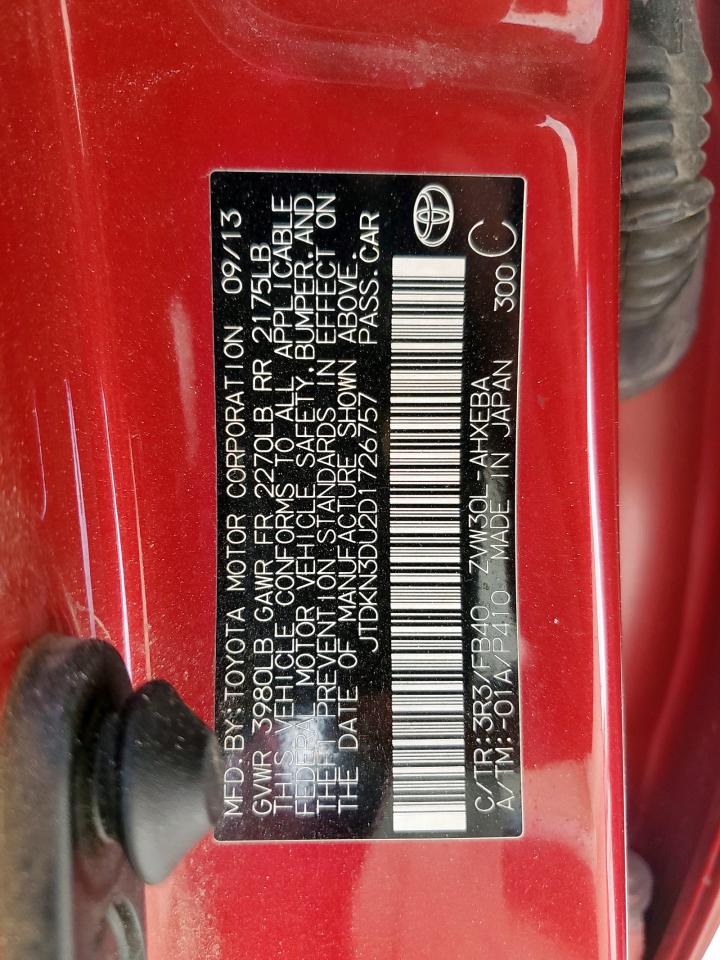 MFD. BY: TOYOTA MOTOR CORPORATION 09/13
GVWR 3980LB GAWR FR 2270LB RR 2175LB
THIS VEHICLE CONFORMS TO ALL APPLICABLE
FEDERAL MOTOR VEHICLE SAFETY, BUMPER, AND
THEFT PREVENTION STANDARDS IN EFFECT ON
THE DATE OF MANUFACTURE SHOWN ABOVE.
JTDKN3DU2D1726757 PASS. CAR
C/TR: 3R3/FB40 ZVW30L-AHXEBA
A/TM: -01A/P410 MADE IN JAPAN 300 C